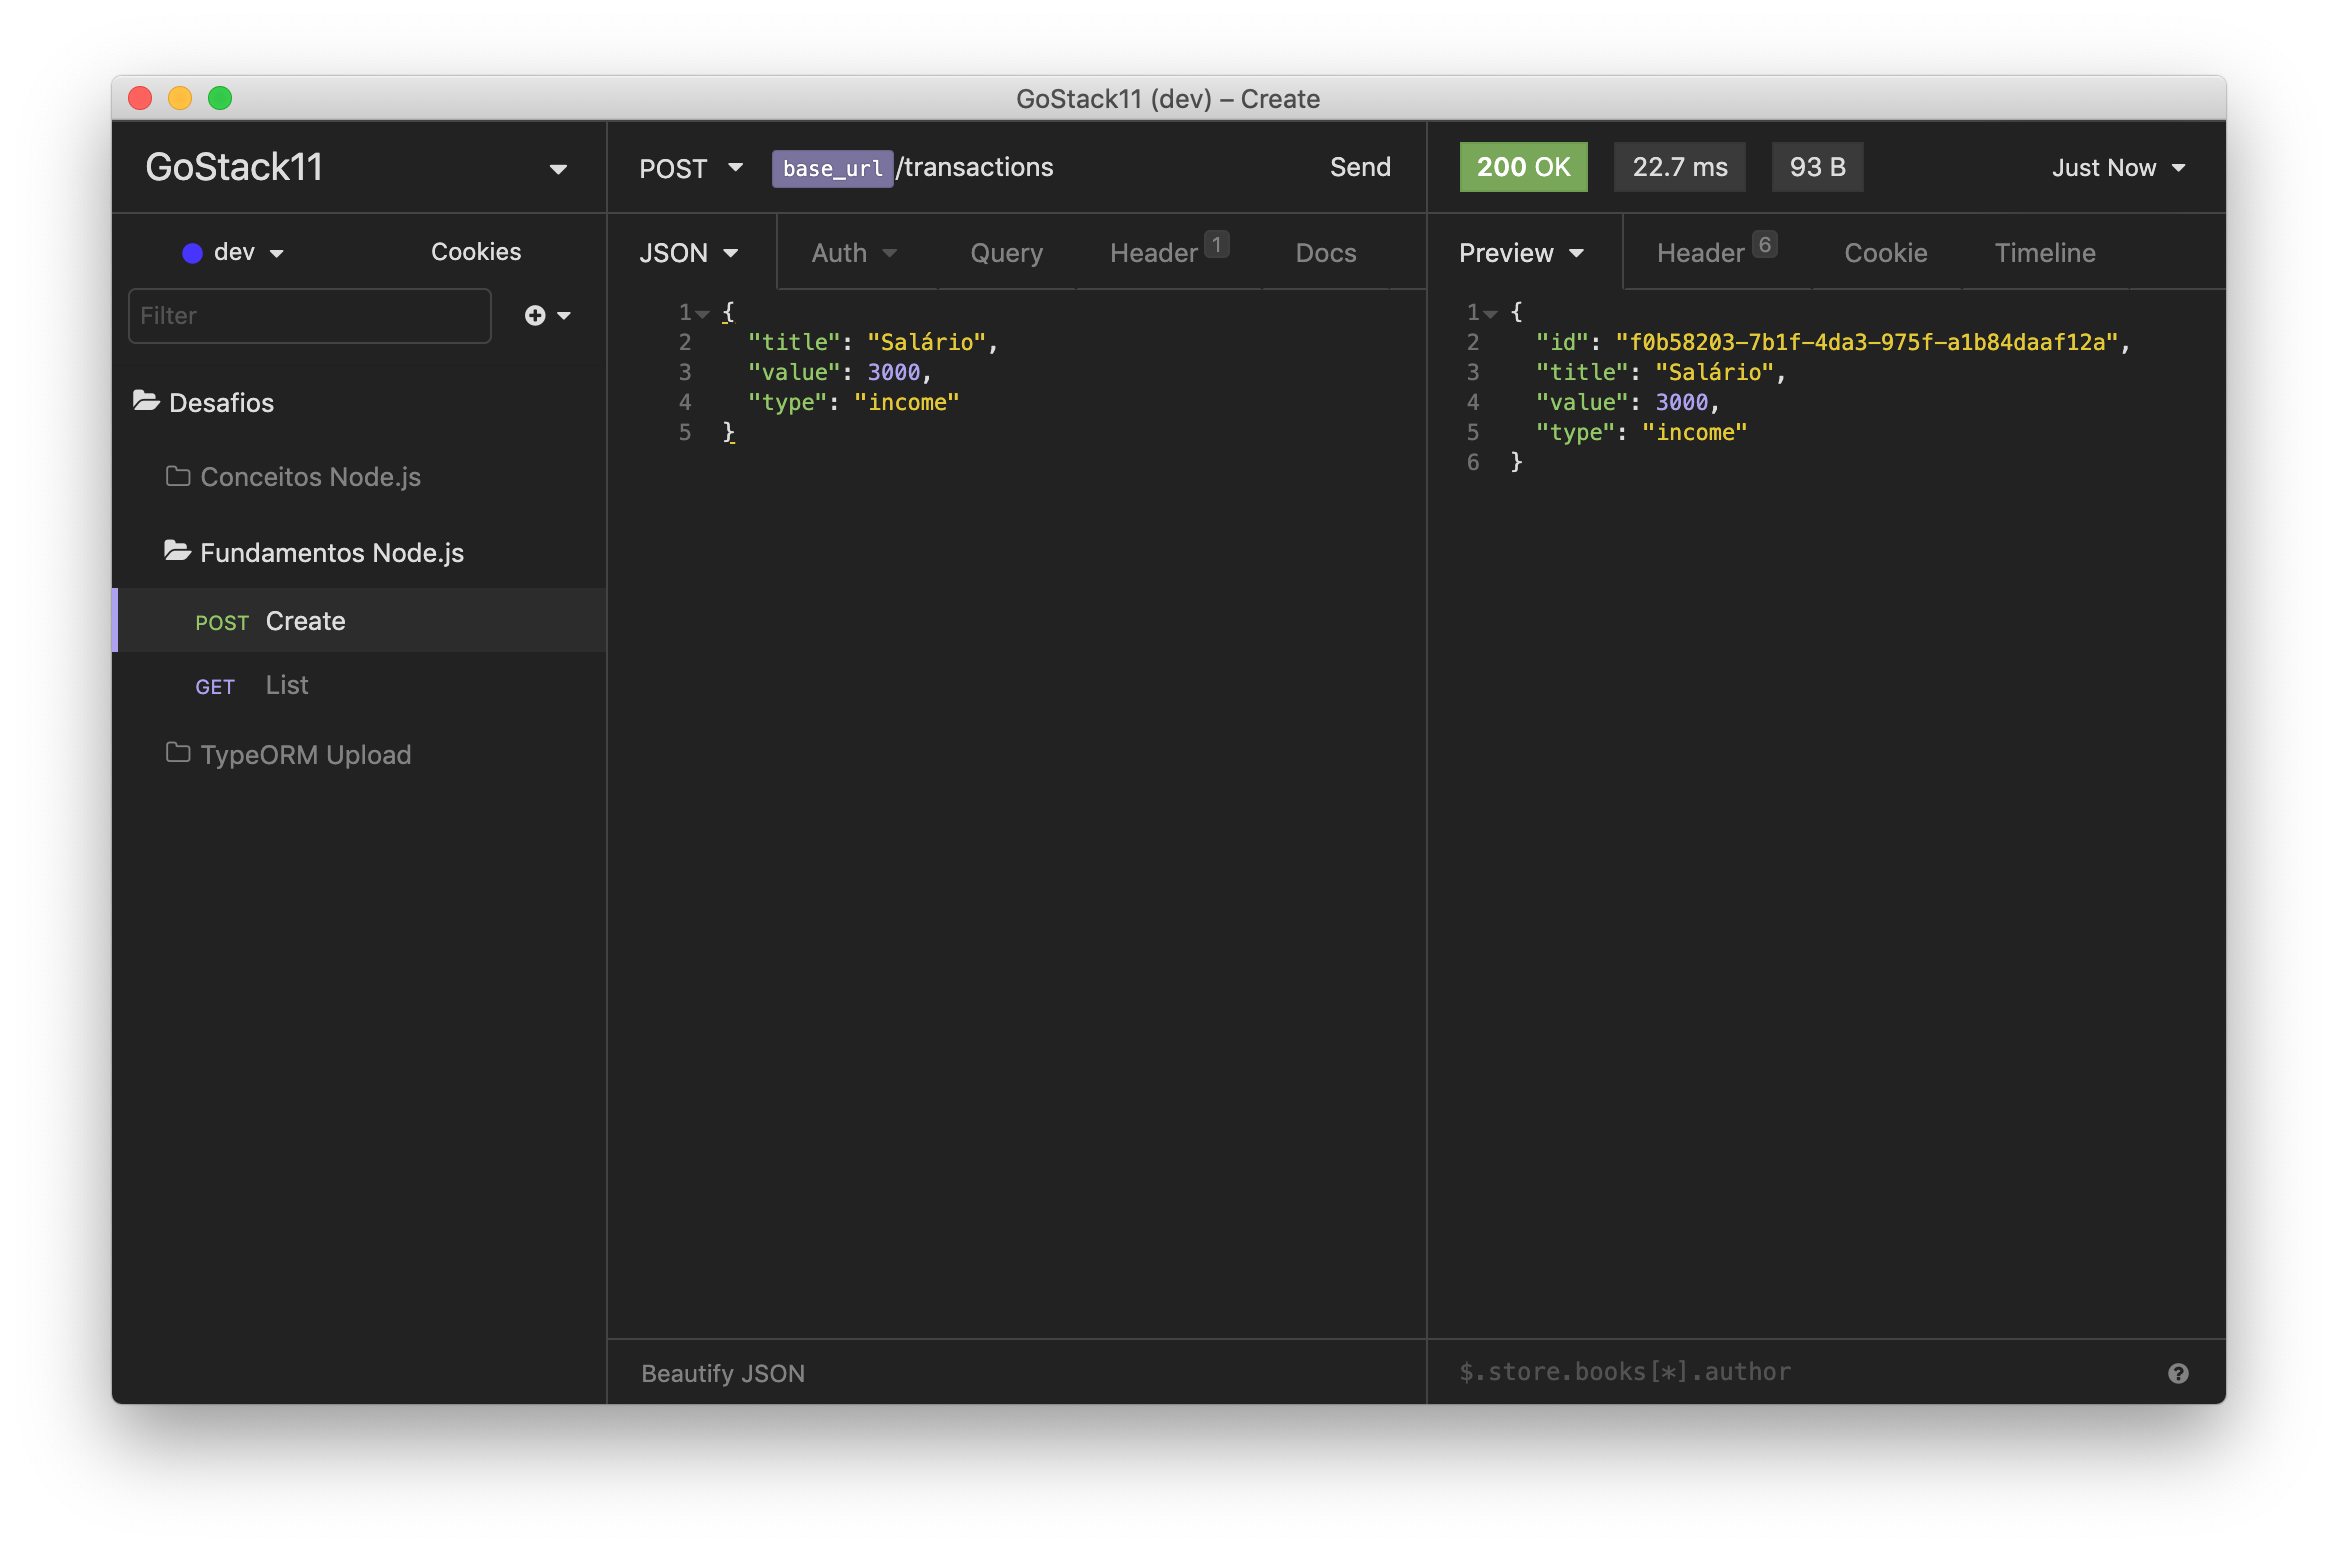 GoStack11 (dev) – Create
GoStack11
dev
Cookies
Filter
Desafios
Conceitos Node.js
Fundamentos Node.js
POST Create
GET List
TypeORM Upload
POST base_url/transactions Send
JSON Auth Query Header 1 Docs
1 {
2 "title": "Salário",
3 "value": 3000,
4 "type": "income"
5 }
Beautify JSON
200 OK 22.7 ms 93 B Just Now
Preview Header 6 Cookie Timeline
1 {
2 "id": "f0b58203-7b1f-4da3-975f-a1b84daaf12a",
3 "title": "Salário",
4 "value": 3000,
5 "type": "income"
6 }
$.store.books[*].author